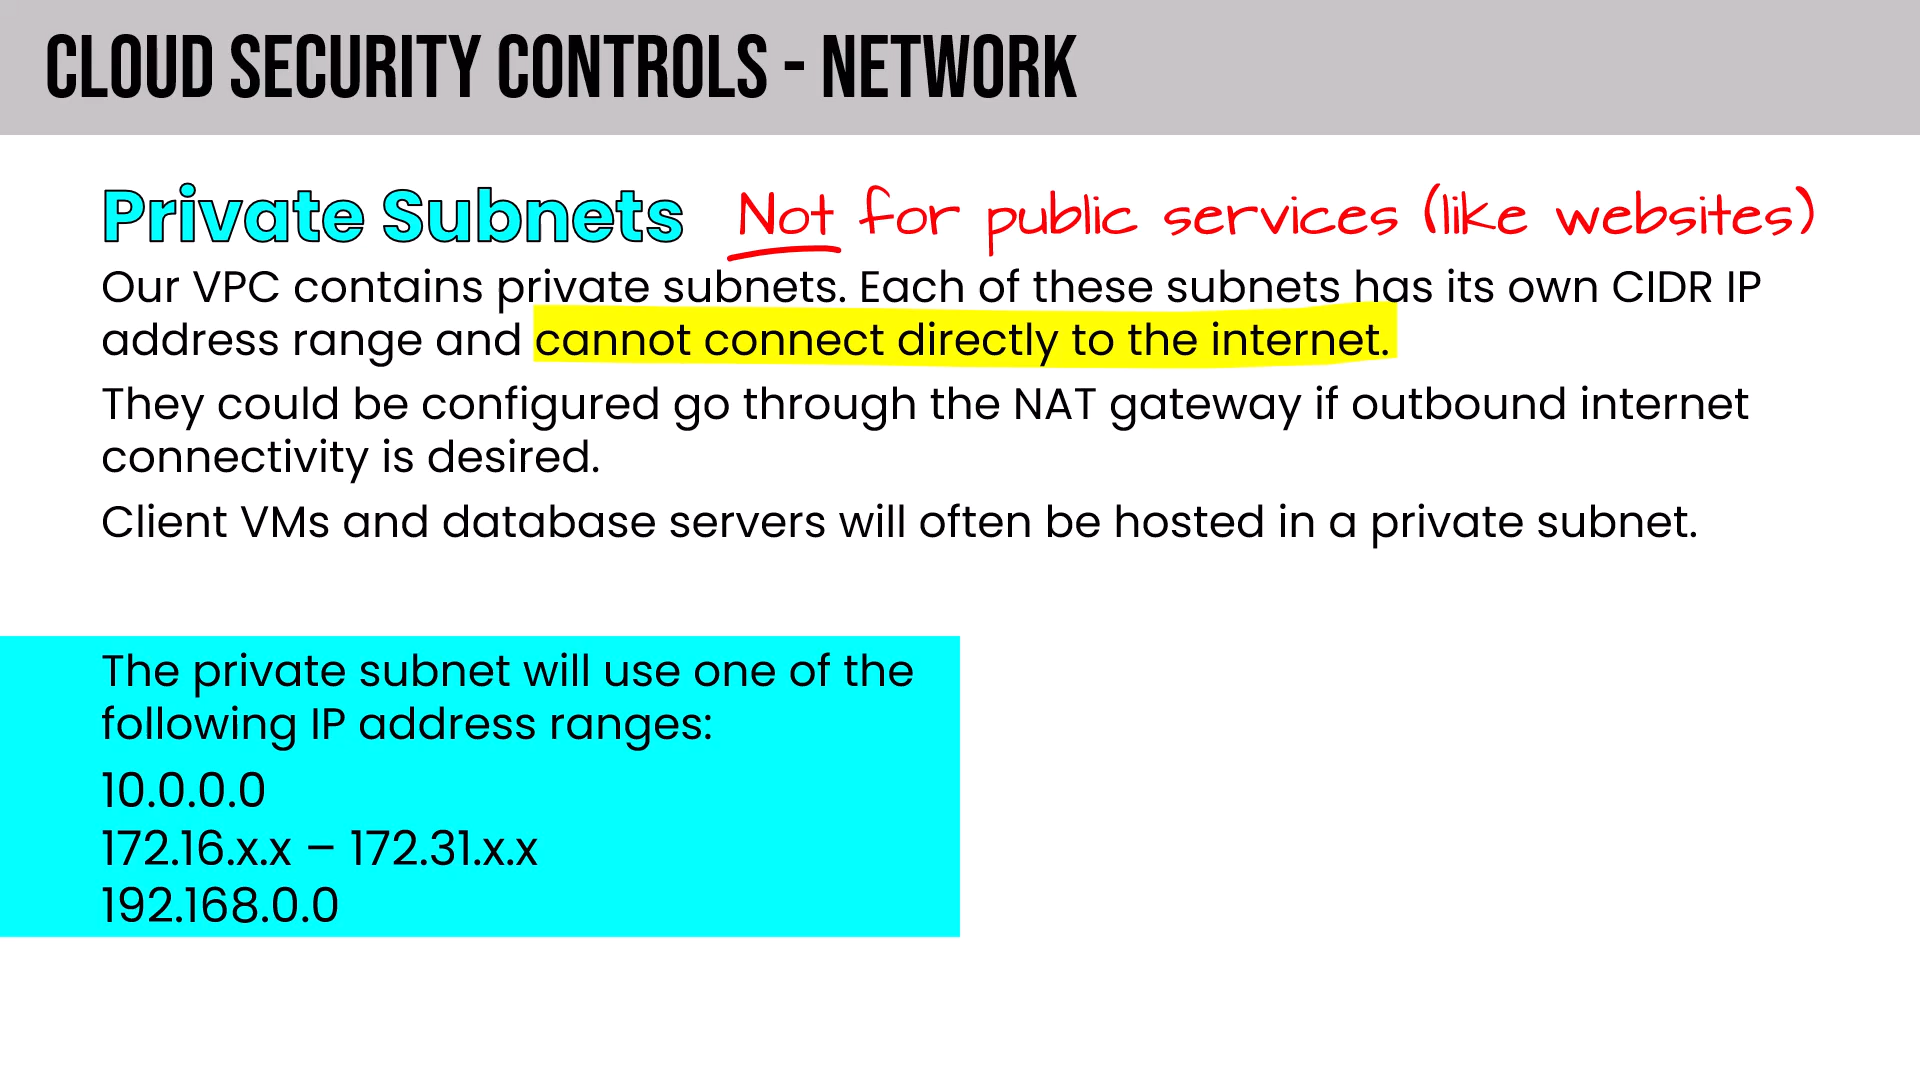 CLOUD SECURITY CONTROLS - NETWORK
Private Subnets Not for public services (like websites)
Our VPC contains private subnets. Each of these subnets has its own CIDR IP
address range and cannot connect directly to the internet.
They could be configured go through the NAT gateway if outbound internet
connectivity is desired.
Client VMs and database servers will often be hosted in a private subnet.
The private subnet will use one of the
following IP address ranges:
10.0.0.0
172.16.x.x – 172.31.x.x
192.168.0.0